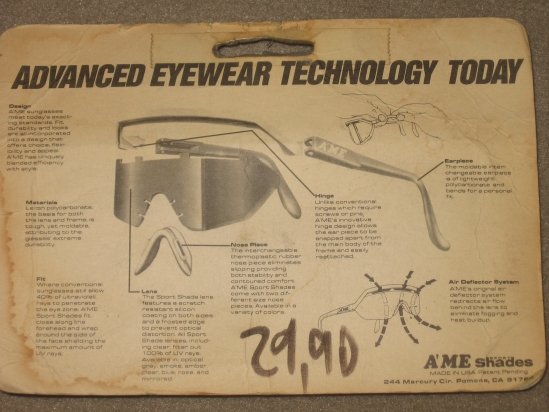 ADVANCED EYEWEAR TECHNOLOGY TODAY
Design
A'ME sunglasses
meet today's exact-
ing standards. Fit,
durability and looks
are all incorporated
into a design that
offers choice, flex-
ibility and appeal.
A'ME has uniquely
blended efficiency
with style.
Materials
Lexan polycarbonate,
the basis for both
the lens and frame, is
tough, yet moldable,
attributing to the
glasses' extreme
durability.
Fit
Where conventional
sunglasses still allow
40% of ultraviolet
rays to penetrate
the eye zone, A'ME
Sport Shades fit
close along the
forehead and wrap
around the side of
the face shielding the
maximum amount of
UV rays.
Lens
The Sport Shade lens
features a scratch
resistant silicon
coating on both sides
and a frosted edge
to prevent optical
distortion. All Sport
Shade lenses, includ-
ing clear, filter out
100% of UV rays.
Available in optical
grey, smoke, amber
clear, blue, rose, and
mirrored.
Nose Piece
The interchangeable
thermoplastic rubber
nose piece eliminates
slipping providing
both stability and
contoured comfort.
A'ME Sport Shades
come with two dif-
ferent size nose
pieces. Available in a
variety of colors.
Hinge
Unlike conventional
hinges which require
screws or pins,
A'ME's innovative
hinge design allows
the ear piece to be
snapped apart from
the main body of the
frame and easily
reattached.
A'ME
Earpiece
The moldable inter-
changeable earpiece
is of lightweight
polycarbonate and
bends for a personal
fit.
Air Deflector System
A'ME's original air
deflector system
redirects air flow
behind the lens to
eliminate fogging and
heat buildup.
29,90
A'ME SPORTS Shades
MADE IN USA Patent Pending
244 Mercury Cir. Pomona, CA